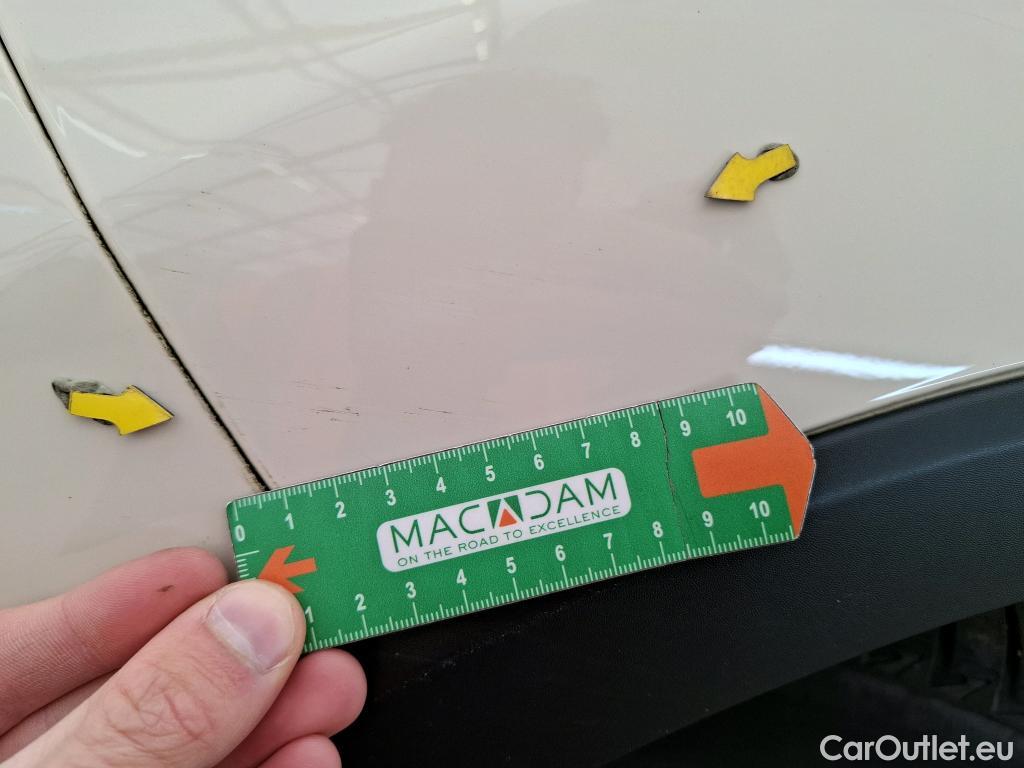 0 1 2 3 4 5 6 7 8 9 10
MACADAM
ON THE ROAD TO EXCELLENCE
1 2 3 4 5 6 7 8 9 10
CarOutlet.eu